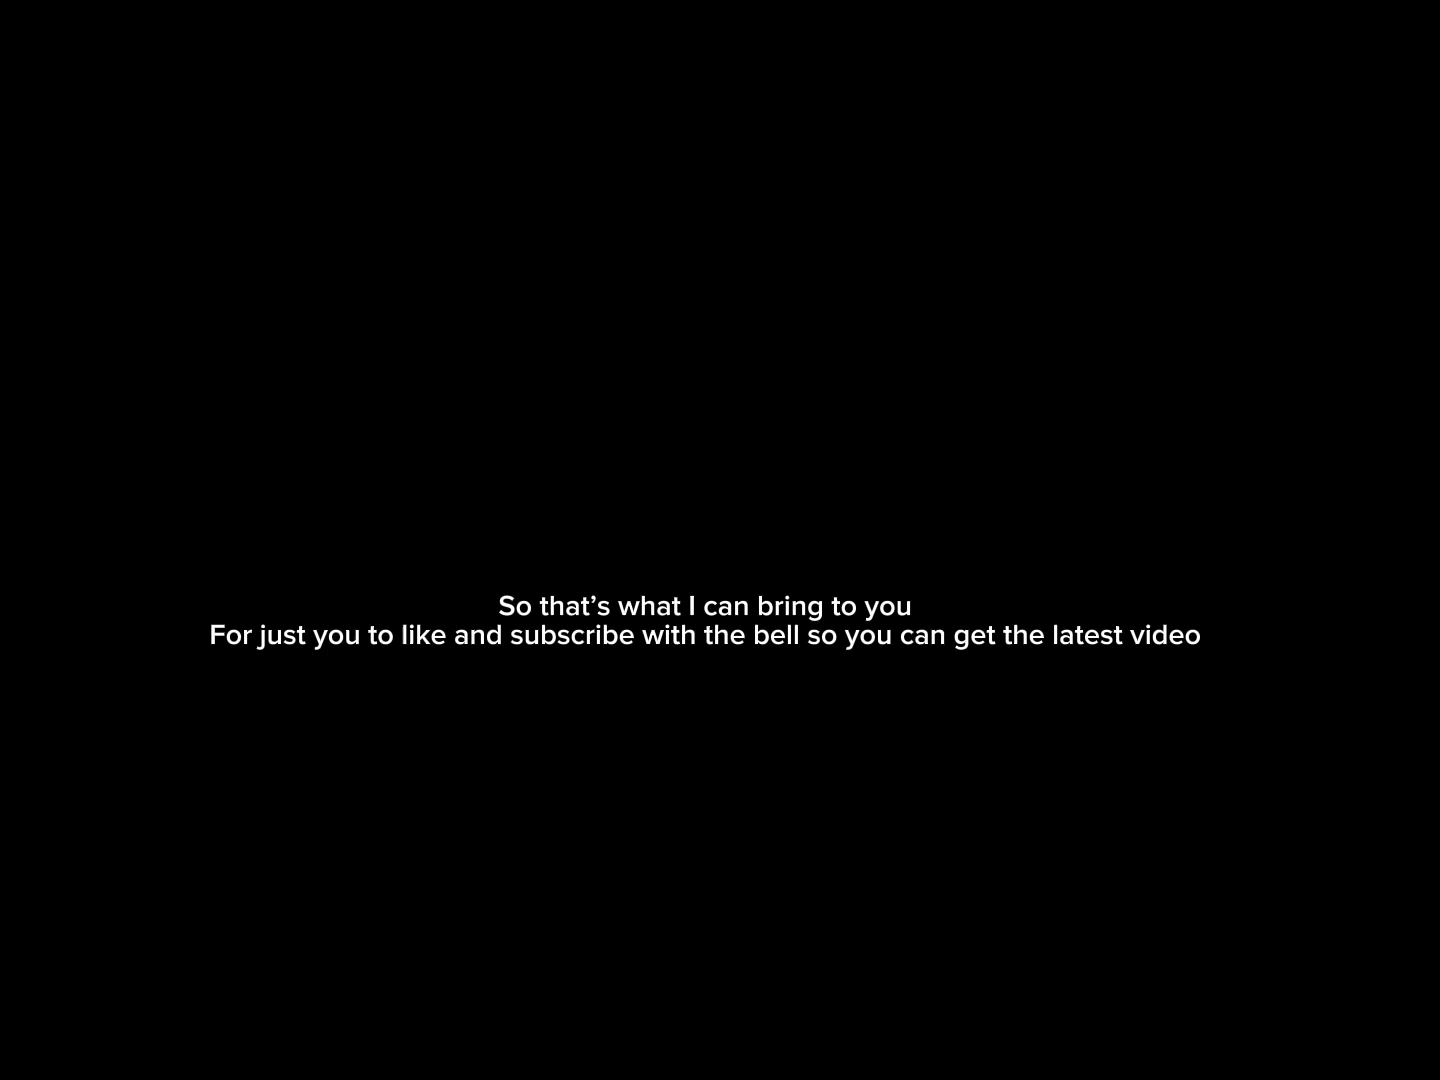 So that’s what I can bring to you
For just you to like and subscribe with the bell so you can get the latest video